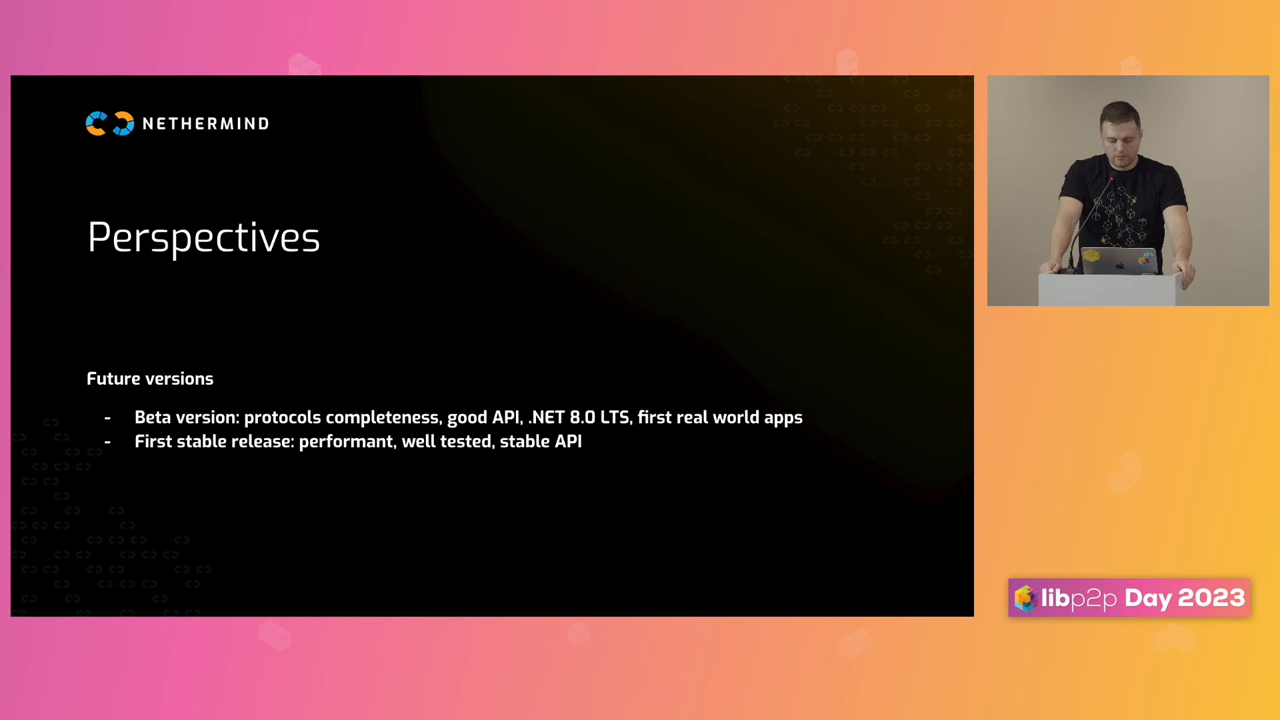 NETHERMIND
Perspectives
Future versions
- Beta version: protocols completeness, good API, .NET 8.0 LTS, first real world apps
- First stable release: performant, well tested, stable API
libp2p Day 2023